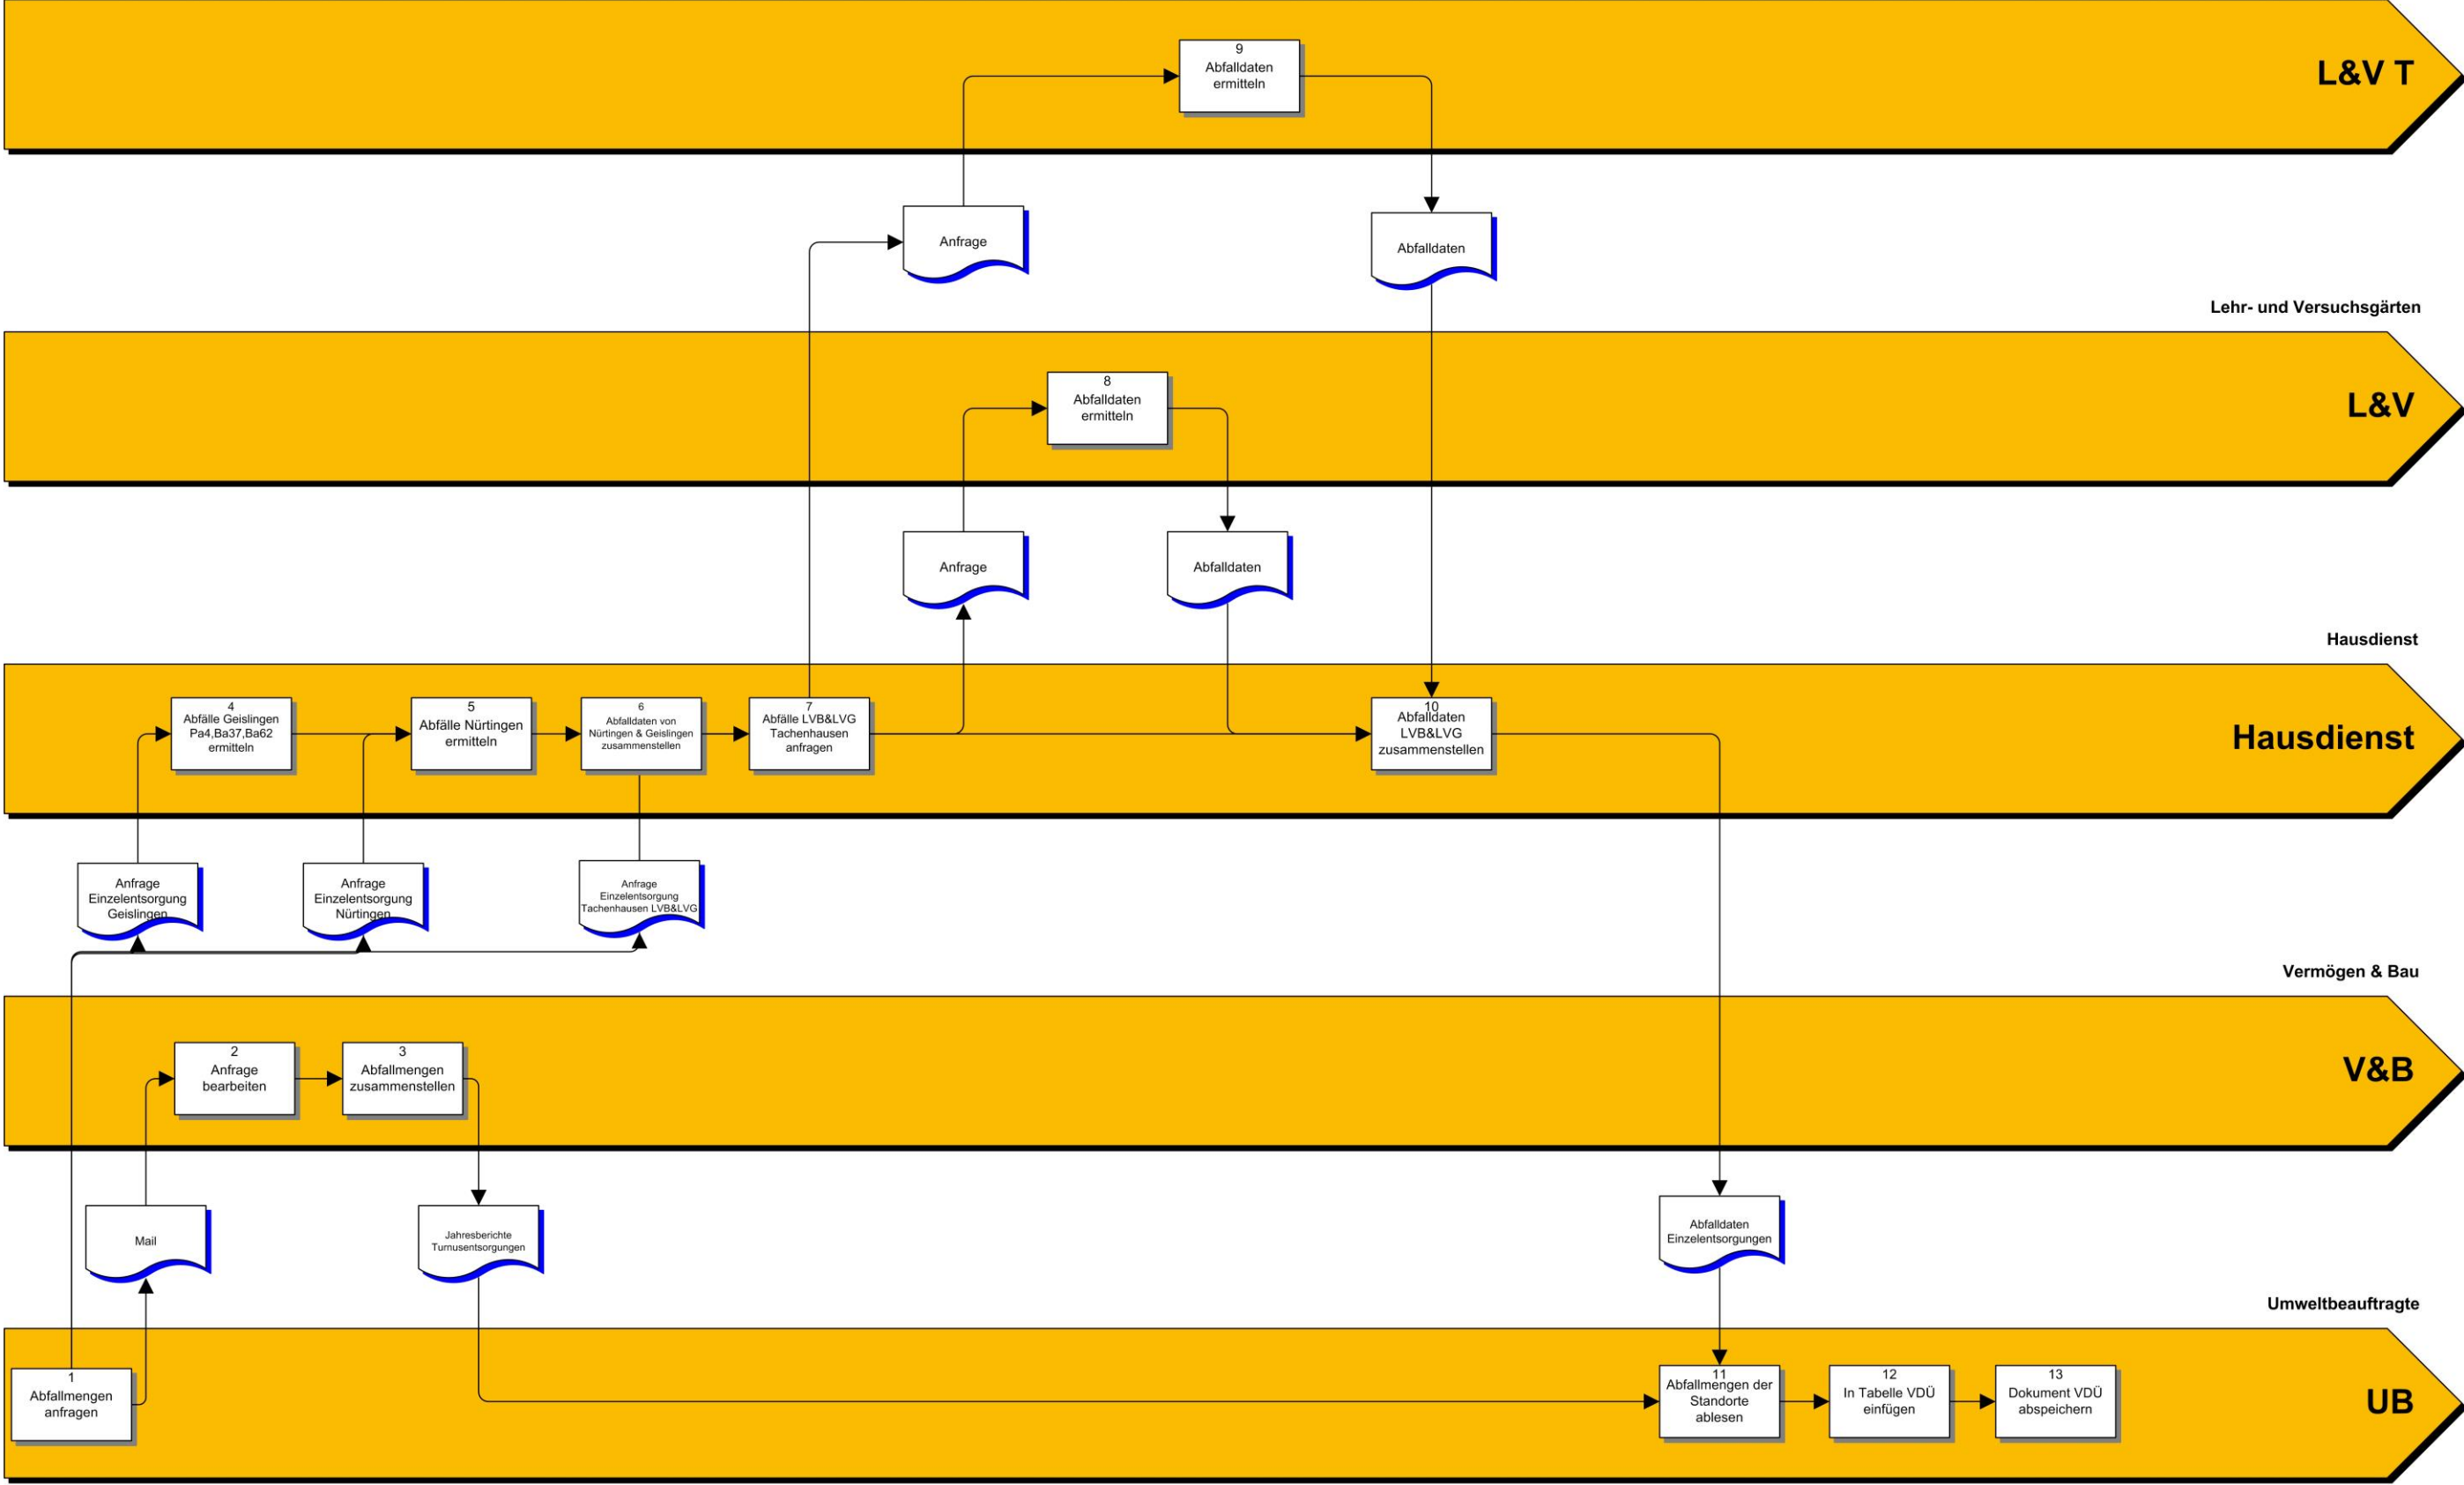 9
Abfalldaten
ermitteln
L&V T
Anfrage
Abfalldaten
Lehr- und Versuchsgärten
8
Abfalldaten
ermitteln
L&V
Anfrage
Abfalldaten
Hausdienst
4
Abfälle Geislingen
Pa4,Ba37,Ba62
ermitteln
5
Abfälle Nürtingen
ermitteln
6
Abfalldaten von
Nürtingen & Geislingen
zusammenstellen
7
Abfälle LVB&LVG
Tachenhausen
anfragen
10
Abfalldaten
LVB&LVG
zusammenstellen
Hausdienst
Anfrage
Einzelentsorgung
Geislingen
Anfrage
Einzelentsorgung
Nürtingen
Anfrage
Einzelentsorgung
Tachenhausen LVB&LVG
Vermögen & Bau
2
Anfrage
bearbeiten
3
Abfallmengen
zusammenstellen
V&B
Mail
Jahresberichte
Turnusentsorgungen
Abfalldaten
Einzelentsorgungen
Umweltbeauftragte
1
Abfallmengen
anfragen
11
Abfallmengen der
Standorte
ablesen
12
In Tabelle VDÜ
einfügen
13
Dokument VDÜ
abspeichern
UB